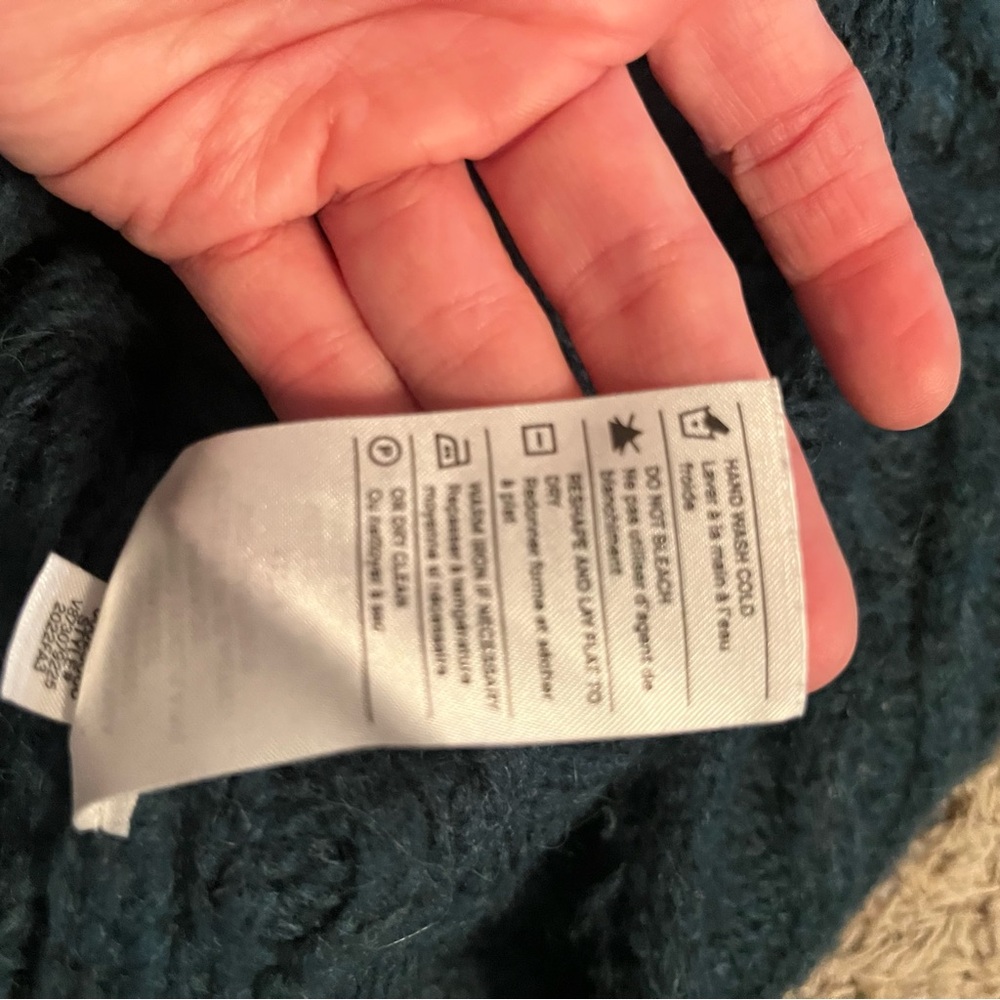 HAND WASH COLD
Laver à la main à l'eau
froide
DO NOT BLEACH
Ne pas utiliser d'agent de
blanchiment
RESHAPE AND LAY FLAT TO
DRY
Redonner forme et sécher
à plat
WARM IRON IF NECESSARY
Repasser à température
moyenne si nécessaire
P
OR DRY CLEAN
Ou nettoyer à sec